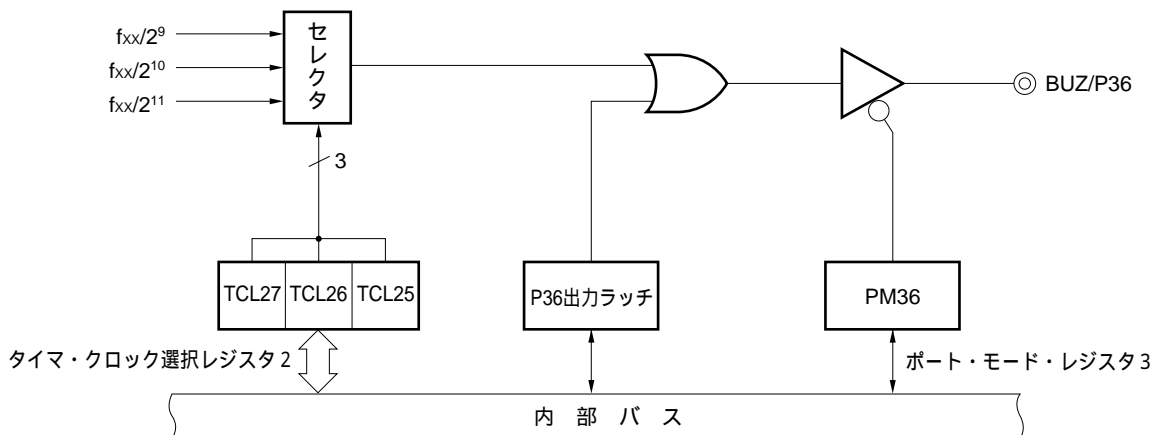 fxx/2⁹
fxx/2¹⁰
fxx/2¹¹
セレクタ
BUZ/P36
3
TCL27 TCL26 TCL25
P36出力ラッチ
PM36
タイマ・クロック選択レジスタ2
ポート・モード・レジスタ3
内 部 バ ス